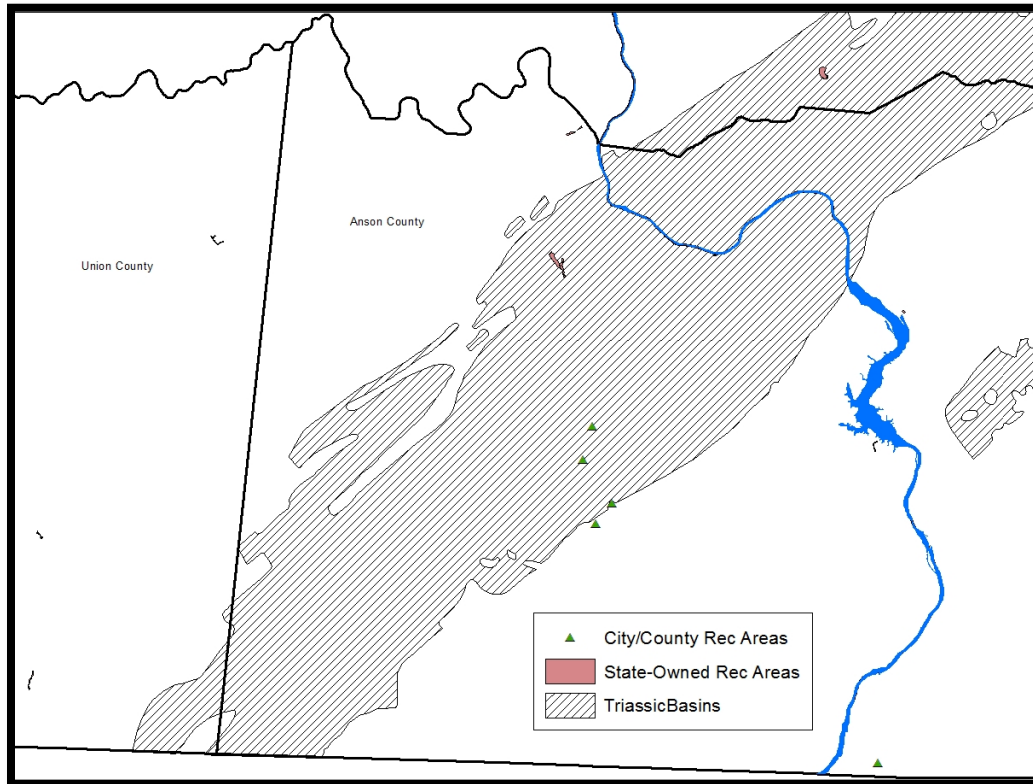 Anson County
Union County
City/County Rec Areas
State-Owned Rec Areas
TriassicBasins